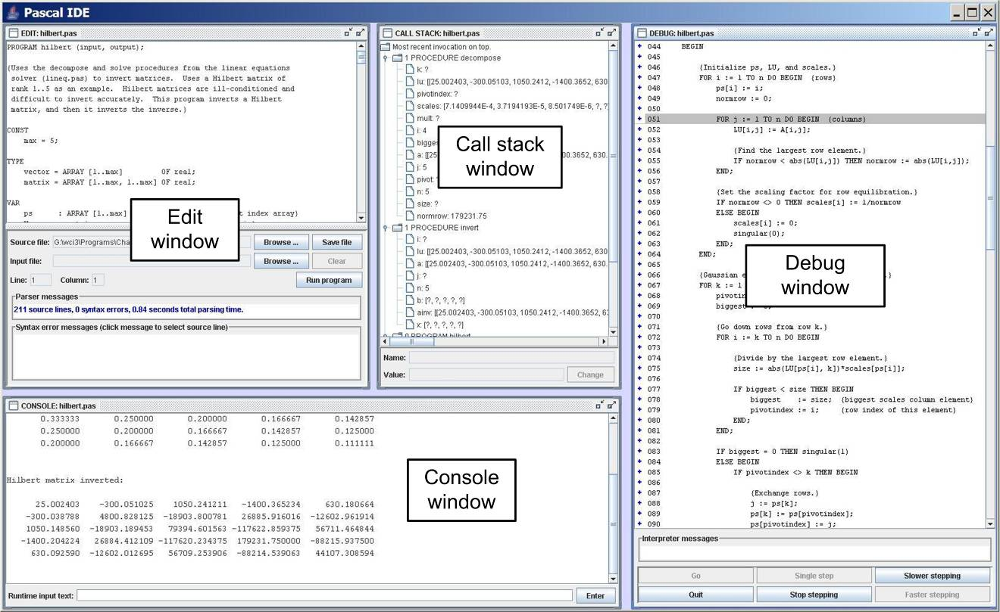 Pascal IDE
EDIT: hilbert.pas
PROGRAM hilbert (input, output);
{Uses the decompose and solve procedures from the linear equations
solver (lineq.pas) to invert matrices.  Uses a Hilbert matrix of
rank 1..5 as an example.  Hilbert matrices are ill-conditioned and
difficult to invert accurately.  This program inverts a Hilbert
matrix, and then it inverts the inverse.}
CONST
max = 5;
TYPE
vector = ARRAY [1..max]         OF real;
matrix = ARRAY [1..max, 1..max] OF real;
VAR
ps      : ARRAY [1..max] index array}
Edit
window
Source file: G:\wci3\Programs\Cha
Browse ...
Save file
Input file:
Browse ...
Clear
Line: 1 Column: 1
Run program
Parser messages
211 source lines, 0 syntax errors, 0.84 seconds total parsing time.
Syntax error messages (click message to select source line)
CALL STACK: hilbert.pas
Most recent invocation on top.
1 PROCEDURE decompose
k: ?
lu: [[25.002403, -300.05103, 1050.2412, -1400.3652, 630
pivotindex: ?
scales: [7.1409944E-4, 3.7194193E-5, 8.501749E-6, ?, ?
mult: ?
i: 4
bigge
a: [[25 00.3652, 630.
j: 5
pivot:
n: 5
size: ?
normrow: 179231.75
Call stack
window
1 PROCEDURE invert
i: ?
lu: [[25.002403, -300.05103, 1050.2412, -1400.3652, 630
a: [[25.002403, -300.05103, 1050.2412, -1400.3652, 630.
j: ?
n: 5
b: [?, ?, ?, ?, ?]
ainv: [[25.002403, -300.05103, 1050.2412, -1400.3652, 6
x: [?, ?, ?, ?, ?]
0 PROGRAM hilbert
Name:
Value:
Change
CONSOLE: hilbert.pas
0.333333 0.250000 0.200000 0.166667 0.142857
0.250000 0.200000 0.166667 0.142857 0.125000
0.200000 0.166667 0.142857 0.125000 0.111111
Hilbert matrix inverted:
25.002403 -300.051025 1050.241211 -1400.365234 630.180664
-300.038788 4800.828125 -18903.800781 26885.916016 -12602.961914
1050.148560 -18903.189453 79394.601563 -117622.859375 56711.464844
-1400.204224 26884.412109 -117620.234375 179231.750000 -88215.937500
630.092590 -12602.012695 56709.253906 -88214.539063 44107.308594
Console
window
Runtime input text:
Enter
DEBUG: hilbert.pas
+ 044 BEGIN
+ 045
+ 046 {Initialize ps, LU, and scales.}
+ 047 FOR i := 1 TO n DO BEGIN  {rows}
+ 048 ps[i] := i;
+ 049 normrow := 0;
+ 050
+ 051 FOR j := 1 TO n DO BEGIN  {columns}
+ 052 LU[i,j] := A[i,j];
+ 053
+ 054 {Find the largest row element.}
+ 055 IF normrow < abs(LU[i,j]) THEN normrow := abs(LU[i,j]);
+ 056 END;
+ 057
+ 058 {Set the scaling factor for row equilibration.}
+ 059 IF normrow <> 0 THEN scales[i] := 1/normrow
+ 060 ELSE BEGIN
+ 061 scales[i] := 0;
+ 062 singular(0);
+ 063 END;
+ 064 END;
+ 065
+ 066 {Gaussian e .}
+ 067 FOR k := 1
+ 068 pivoti
+ 069 bigges
+ 070
+ 071 {Go down rows from row k.}
+ 072 FOR i := k TO n DO BEGIN
+ 073
+ 074 {Divide by the largest row element.}
+ 075 size := abs(LU[ps[i], k])*scales[ps[i]];
+ 076
+ 077 IF biggest < size THEN BEGIN
+ 078 biggest    := size;  {biggest scales column element}
+ 079 pivotindex := i;     {row index of this element}
+ 080 END;
+ 081 END;
+ 082
+ 083 IF biggest = 0 THEN singular(1)
+ 084 ELSE BEGIN
+ 085 IF pivotindex <> k THEN BEGIN
+ 086
+ 087 {Exchange rows.}
+ 088 j := ps[k];
+ 089 ps[k] := ps[pivotindex];
+ 090 ps[pivotindex] := j;
Debug
window
Interpreter messages
Go
Single step
Slower stepping
Quit
Stop stepping
Faster stepping